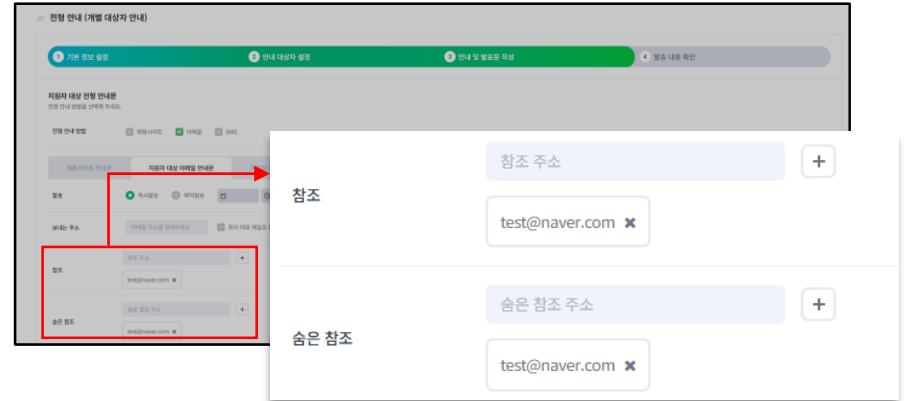 전형 안내 (개별 대상자 안내)
1 기본 정보 설정
2 안내 대상자 설정
3 안내 및 발표문 작성
4 발송 내용 확인
지원자 대상 전형 안내문
전형 안내 방법을 선택해 주세요.
전형 안내 방법
채용사이트
이메일
SMS
채용사이트 안내문
지원자 대상 이메일 안내문
발송
즉시발송
예약발송
보내는 주소
이메일 주소를 입력하세요
회사 대표 메일로
참조
참조 주소
+
test@naver.com ✖
숨은 참조
숨은 참조 주소
+
test@naver.com ✖
참조
참조 주소
+
test@naver.com ✖
숨은 참조
숨은 참조 주소
+
test@naver.com ✖